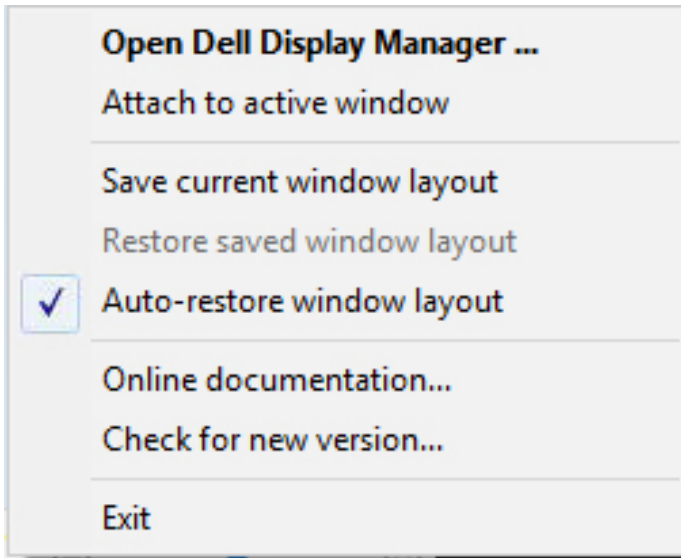 Open Dell Display Manager ...
Attach to active window
Save current window layout
Restore saved window layout
Auto-restore window layout
Online documentation...
Check for new version...
Exit